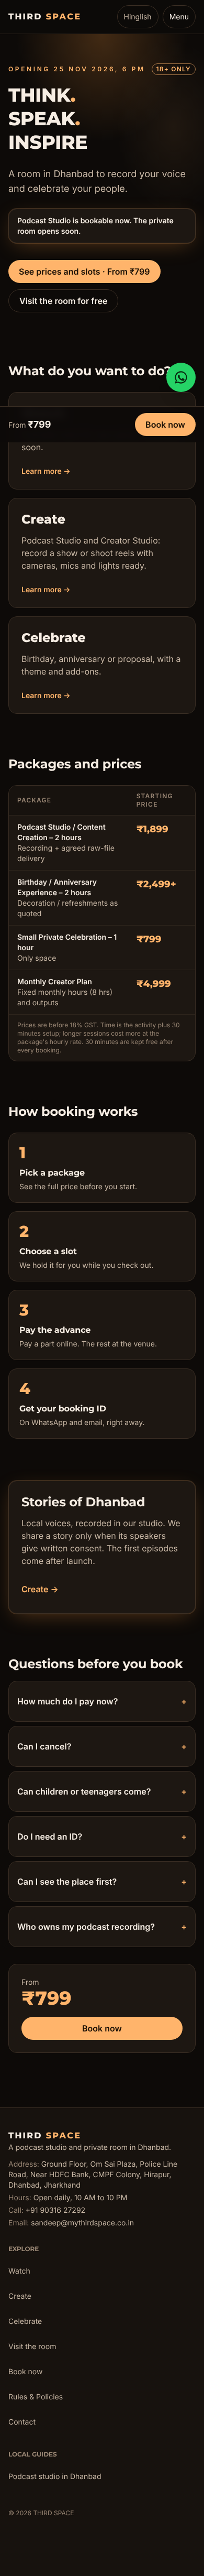 THIRD SPACE
Hinglish
Menu
OPENING 25 NOV 2026, 6 PM
18+ ONLY
THINK.
SPEAK.
INSPIRE
A room in Dhanbad to record your voice
and celebrate your people.
Podcast Studio is bookable now. The private
room opens soon.
See prices and slots · From ₹799
Visit the room for free
What do you want to do?
From ₹799
Book now
soon.
Learn more →
Create
Podcast Studio and Creator Studio:
record a show or shoot reels with
cameras, mics and lights ready.
Learn more →
Celebrate
Birthday, anniversary or proposal, with a
theme and add-ons.
Learn more →
Packages and prices
PACKAGE
STARTING
PRICE
Podcast Studio / Content
Creation – 2 hours
Recording + agreed raw-file
delivery
₹1,899
Birthday / Anniversary
Experience – 2 hours
Decoration / refreshments as
quoted
₹2,499+
Small Private Celebration – 1
hour
Only space
₹799
Monthly Creator Plan
Fixed monthly hours (8 hrs)
and outputs
₹4,999
Prices are before 18% GST. Time is the activity plus 30
minutes setup; longer sessions cost more at the
package's hourly rate. 30 minutes are kept free after
every booking.
How booking works
1
Pick a package
See the full price before you start.
2
Choose a slot
We hold it for you while you check out.
3
Pay the advance
Pay a part online. The rest at the venue.
4
Get your booking ID
On WhatsApp and email, right away.
Stories of Dhanbad
Local voices, recorded in our studio. We
share a story only when its speakers
give written consent. The first episodes
come after launch.
Create →
Questions before you book
How much do I pay now? +
Can I cancel? +
Can children or teenagers come? +
Do I need an ID? +
Can I see the place first? +
Who owns my podcast recording? +
From
₹799
Book now
THIRD SPACE
A podcast studio and private room in Dhanbad.
Address: Ground Floor, Om Sai Plaza, Police Line
Road, Near HDFC Bank, CMPF Colony, Hirapur,
Dhanbad, Jharkhand
Hours: Open daily, 10 AM to 10 PM
Call: +91 90316 27292
Email: sandeep@mythirdspace.co.in
EXPLORE
Watch
Create
Celebrate
Visit the room
Book now
Rules & Policies
Contact
LOCAL GUIDES
Podcast studio in Dhanbad
© 2026 THIRD SPACE